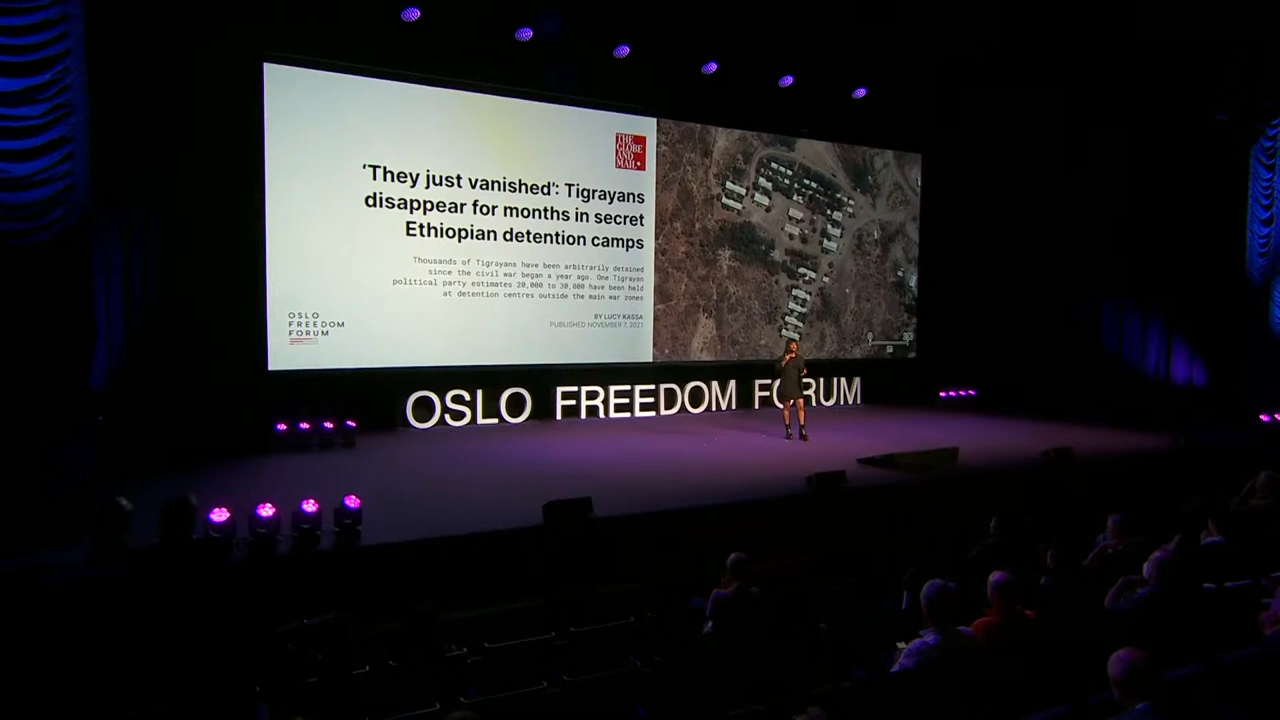 THE
GLOBE
AND
MAIL
‘They just vanished’: Tigrayans
disappear for months in secret
Ethiopian detention camps
Thousands of Tigrayans have been arbitrarily detained
since the civil war began a year ago. One Tigrayan
political party estimates 20,000 to 30,000 have been held
at detention centres outside the main war zones
BY LUCY KASSA
PUBLISHED NOVEMBER 7, 2021
OSLO
FREEDOM
FORUM
OSLO FREEDOM FORUM